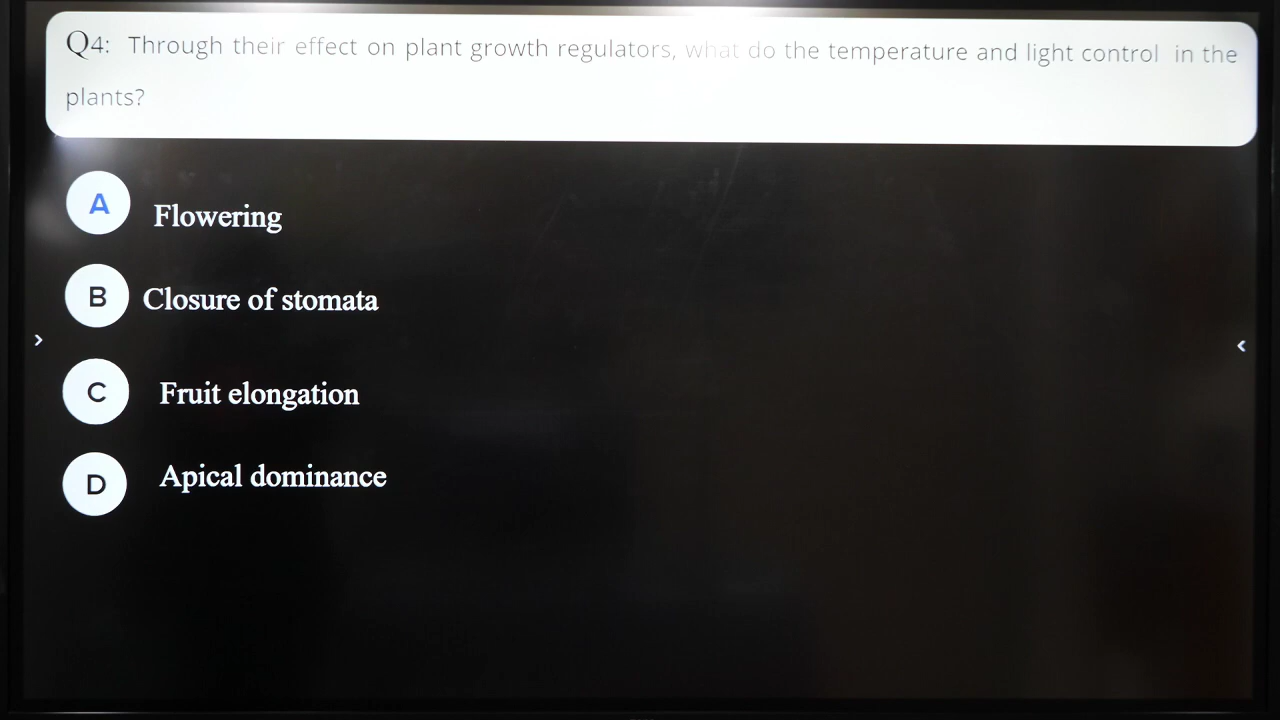 Q4: Through their effect on plant growth regulators, what do the temperature and light control in the
plants?
A Flowering
B Closure of stomata
C Fruit elongation
D Apical dominance